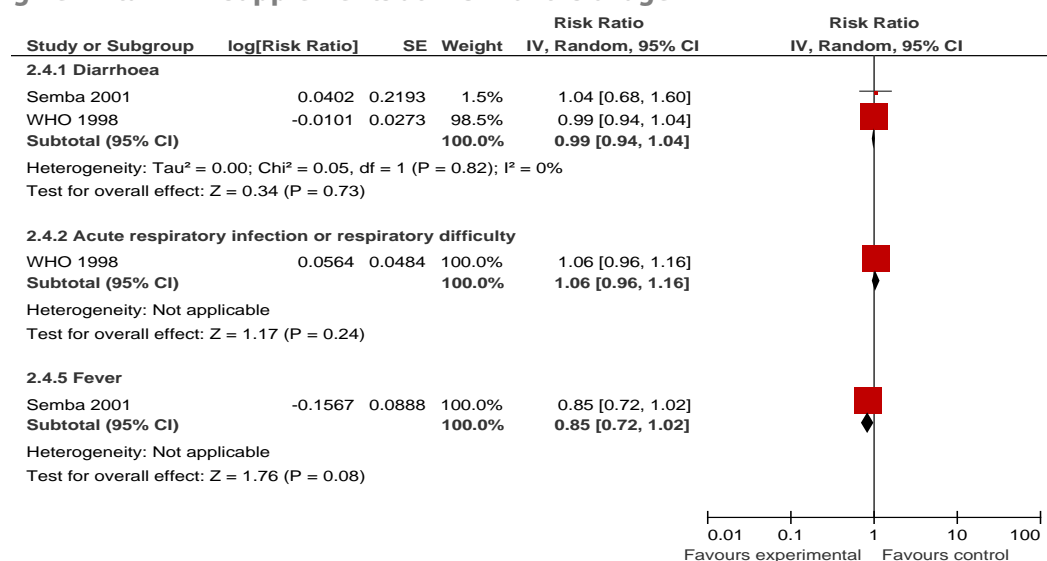 Risk Ratio Risk Ratio
Study or Subgroup log[Risk Ratio] SE Weight IV, Random, 95% CI IV, Random, 95% CI
2.4.1 Diarrhoea
Semba 2001 0.0402 0.2193 1.5% 1.04 [0.68, 1.60]
WHO 1998 -0.0101 0.0273 98.5% 0.99 [0.94, 1.04]
Subtotal (95% CI) 100.0% 0.99 [0.94, 1.04]
Heterogeneity: Tau² = 0.00; Chi² = 0.05, df = 1 (P = 0.82); I² = 0%
Test for overall effect: Z = 0.34 (P = 0.73)
2.4.2 Acute respiratory infection or respiratory difficulty
WHO 1998 0.0564 0.0484 100.0% 1.06 [0.96, 1.16]
Subtotal (95% CI) 100.0% 1.06 [0.96, 1.16]
Heterogeneity: Not applicable
Test for overall effect: Z = 1.17 (P = 0.24)
2.4.5 Fever
Semba 2001 -0.1567 0.0888 100.0% 0.85 [0.72, 1.02]
Subtotal (95% CI) 100.0% 0.85 [0.72, 1.02]
Heterogeneity: Not applicable
Test for overall effect: Z = 1.76 (P = 0.08)
0.01 0.1 1 10 100
Favours experimental Favours control